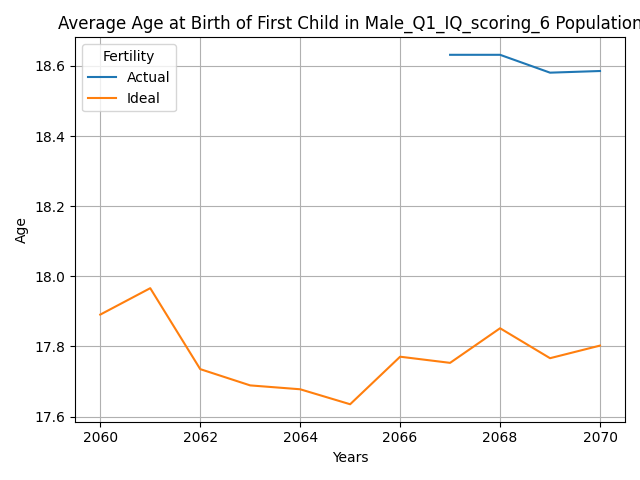 Average Age at Birth of First Child in Male_Q1_IQ_scoring_6 Population
Fertility
Actual
Ideal
18.6
18.4
18.2
18.0
17.8
17.6
Age
2060
2062
2064
2066
2068
2070
Years